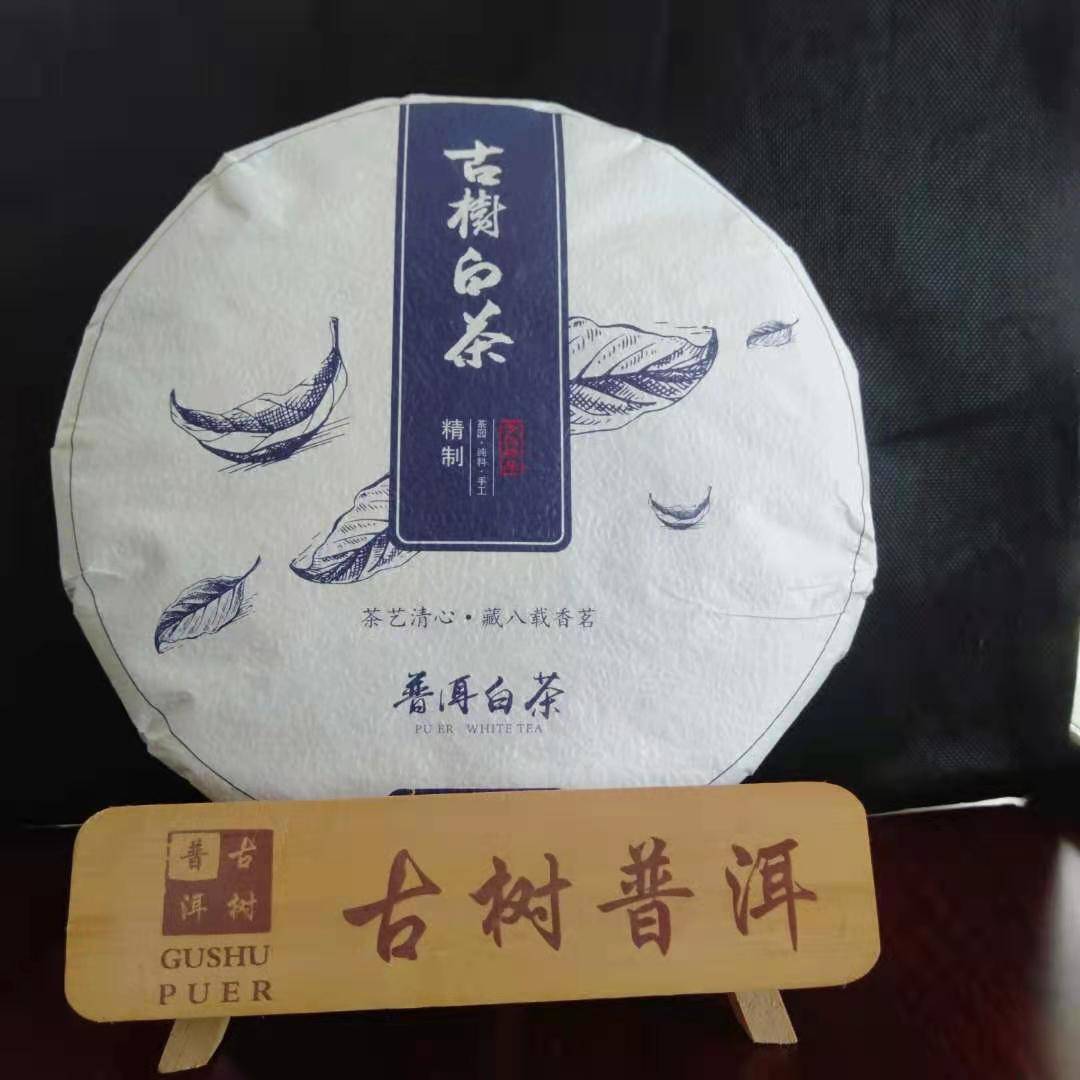 古樹白茶
精制
茶园·纯料·手工
茶艺清心·藏八载香茗
普洱白茶
PU ER WHITE TEA
古树
普洱
GUSHU
PUER
古树普洱